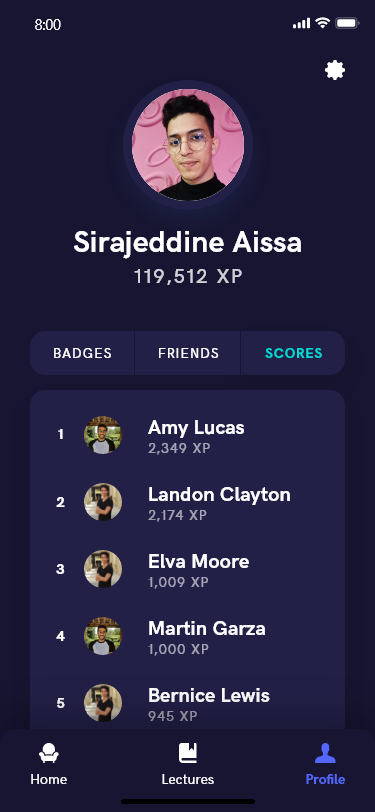 8:00
Sirajeddine Aissa
119,512 XP
BADGES FRIENDS SCORES
1 Amy Lucas
2,349 XP
2 Landon Clayton
2,174 XP
3 Elva Moore
1,009 XP
4 Martin Garza
1,000 XP
5 Bernice Lewis
945 XP
Home Lectures Profile